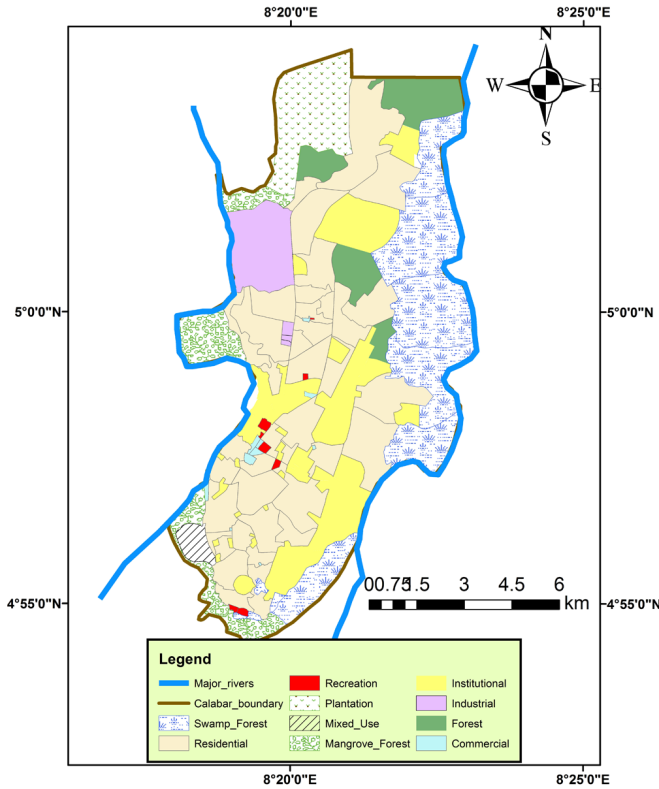 8°20'0"E 8°25'0"E
N
W E
S
5°0'0"N 5°0'0"N
00.751.5 3 4.5 6
km
4°55'0"N 4°55'0"N
Legend
Major_rivers Recreation Institutional
Calabar_boundary Plantation Industrial
Swamp_Forest Mixed_Use Forest
Residential Mangrove_Forest Commercial
8°20'0"E 8°25'0"E